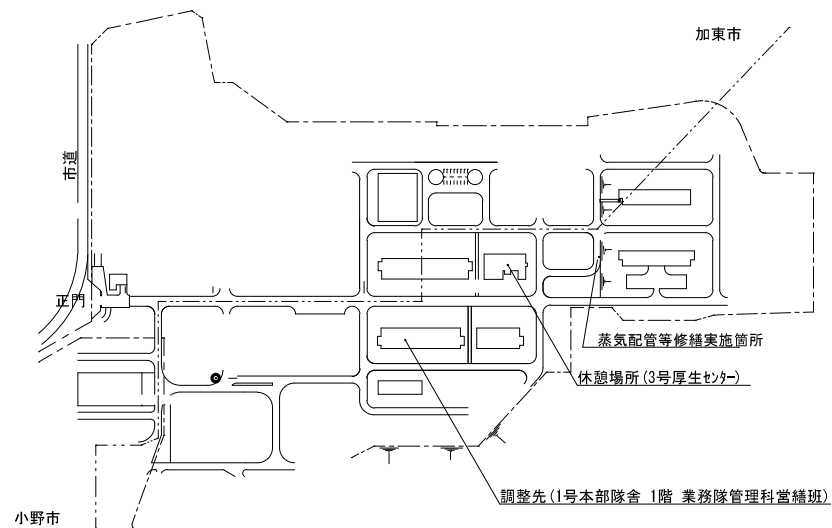 加東市
市道
正門
蒸気配管等修繕実施箇所
休憩場所(3号厚生センター)
調整先(1号本部隊舎 1階 業務隊管理科営繕班)
小野市